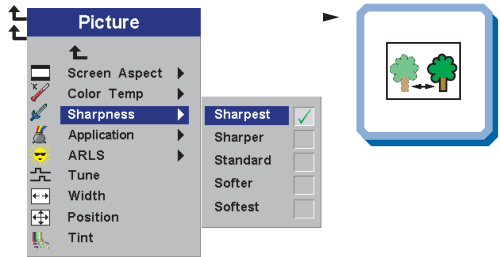 Picture
Screen Aspect
Color Temp
Sharpness
Application
ARLS
Tune
Width
Position
Tint
Sharpest
Sharper
Standard
Softer
Softest